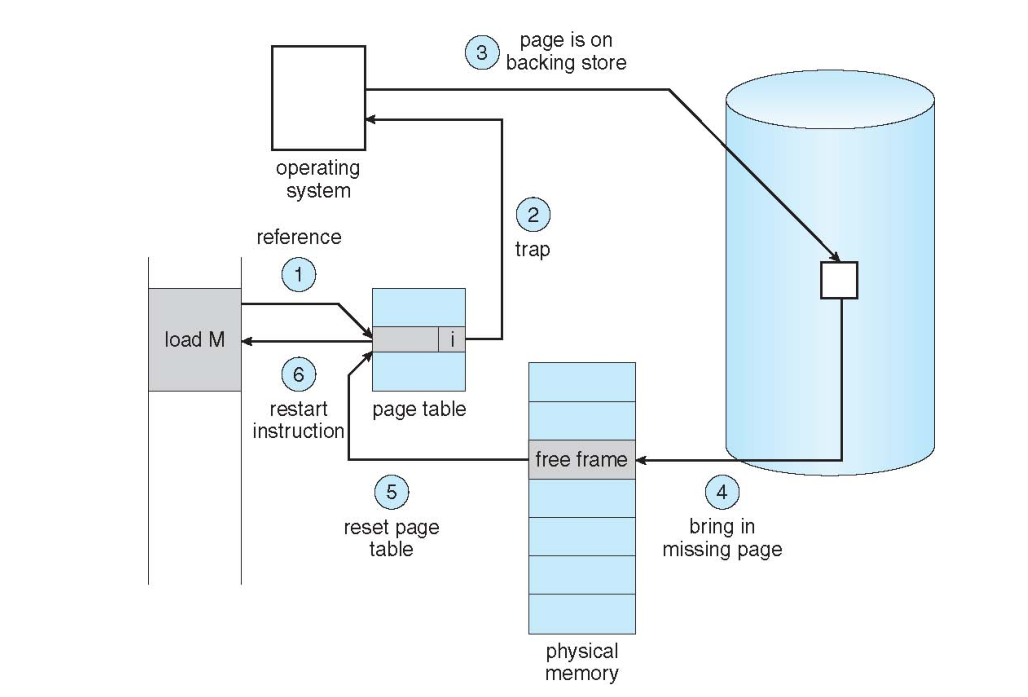 3
page is on
backing store
operating
system
2
trap
reference
1
load M
i
6
restart
instruction
page table
free frame
5
reset page
table
4
bring in
missing page
physical
memory